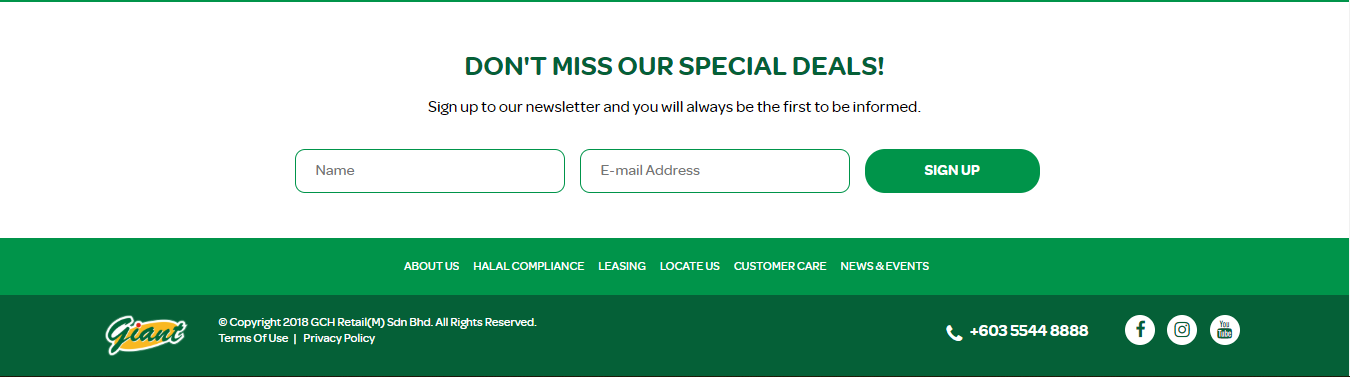 DON'T MISS OUR SPECIAL DEALS!
Sign up to our newsletter and you will always be the first to be informed.
Name
E-mail Address
SIGN UP
ABOUT US
HALAL COMPLIANCE
LEASING
LOCATE US
CUSTOMER CARE
NEWS & EVENTS
Giant
© Copyright 2018 GCH Retail(M) Sdn Bhd. All Rights Reserved.
Terms Of Use | Privacy Policy
+603 5544 8888
f
You
Tube